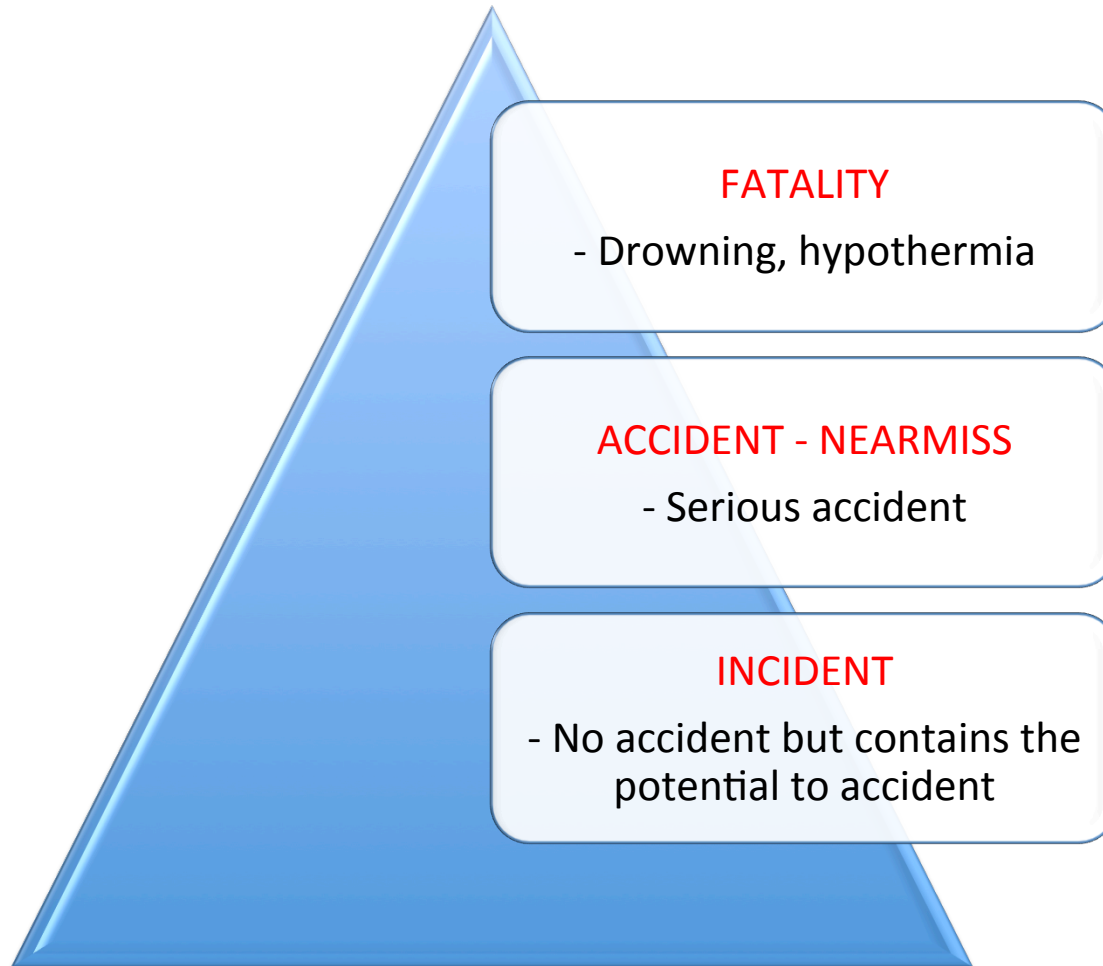 FATALITY
- Drowning, hypothermia
ACCIDENT - NEARMISS
- Serious accident
INCIDENT
- No accident but contains the
potential to accident